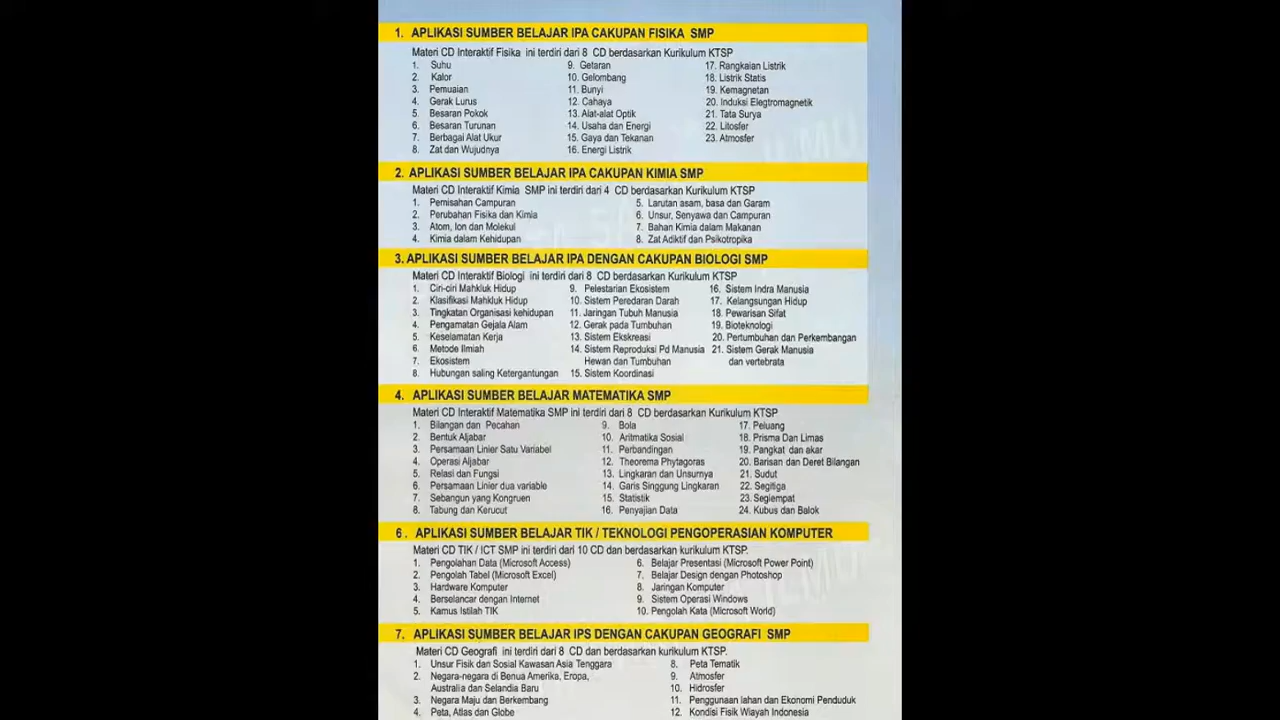 1. APLIKASI SUMBER BELAJAR IPA CAKUPAN FISIKA SMP
Materi CD Interaktif Fisika ini terdiri dari 8 CD berdasarkan Kurikulum KTSP
1. Suhu
2. Kalor
3. Pemuaian
4. Gerak Lurus
5. Besaran Pokok
6. Besaran Turunan
7. Berbagai Alat Ukur
8. Zat dan Wujudnya
9. Getaran
10. Gelombang
11. Bunyi
12. Cahaya
13. Alat-alat Optik
14. Usaha dan Energi
15. Gaya dan Tekanan
16. Energi Listrik
17. Rangkaian Listrik
18. Listrik Statis
19. Kemagnetan
20. Induksi Elegtromagnetik
21. Tata Surya
22. Litosfer
23. Atmosfer
2. APLIKASI SUMBER BELAJAR IPA CAKUPAN KIMIA SMP
Materi CD Interaktif Kimia SMP ini terdiri dari 4 CD berdasarkan Kurikulum KTSP
1. Pemisahan Campuran
2. Perubahan Fisika dan Kimia
3. Atom, Ion dan Molekul
4. Kimia dalam Kehidupan
5. Larutan asam, basa dan Garam
6. Unsur, Senyawa dan Campuran
7. Bahan Kimia dalam Makanan
8. Zat Adiktif dan Psikotropika
3. APLIKASI SUMBER BELAJAR IPA DENGAN CAKUPAN BIOLOGI SMP
Materi CD Interaktif Biologi ini terdiri dari 8 CD berdasarkan Kurikulum KTSP
1. Ciri-ciri Mahkluk Hidup
2. Klasifikasi Mahkluk Hidup
3. Tingkatan Organisasi kehidupan
4. Pengamatan Gejala Alam
5. Keselamatan Kerja
6. Metode Ilmiah
7. Ekosistem
8. Hubungan saling Ketergantungan
9. Pelestarian Ekosistem
10. Sistem Peredaran Darah
11. Jaringan Tubuh Manusia
12. Gerak pada Tumbuhan
13. Sistem Ekskreasi
14. Sistem Reproduksi Pd Manusia
Hewan dan Tumbuhan
15. Sistem Koordinasi
16. Sistem Indra Manusia
17. Kelangsungan Hidup
18. Pewarisan Sifat
19. Bioteknologi
20. Pertumbuhan dan Perkembangan
21. Sistem Gerak Manusia
dan vertebrata
4. APLIKASI SUMBER BELAJAR MATEMATIKA SMP
Materi CD Interaktif Matematika SMP ini terdiri dari 8 CD berdasarkan Kurikulum KTSP
1. Bilangan dan Pecahan
2. Bentuk Aljabar
3. Persamaan Linier Satu Variabel
4. Operasi Aljabar
5. Relasi dan Fungsi
6. Persamaan Linier dua variable
7. Sebangun yang Kongruen
8. Tabung dan Kerucut
9. Bola
10. Aritmatika Sosial
11. Perbandingan
12. Theorema Phytagoras
13. Lingkaran dan Unsurnya
14. Garis Singgung Lingkaran
15. Statistik
16. Penyajian Data
17. Peluang
18. Prisma Dan Limas
19. Pangkat dan akar
20. Barisan dan Deret Bilangan
21. Sudut
22. Segitiga
23. Segiempat
24. Kubus dan Balok
6 . APLIKASI SUMBER BELAJAR TIK / TEKNOLOGI PENGOPERASIAN KOMPUTER
Materi CD TIK / ICT SMP ini terdiri dari 10 CD dan berdasarkan kurikulum KTSP.
1. Pengolahan Data (Microsoft Access)
2. Pengolah Tabel (Microsoft Excel)
3. Hardware Komputer
4. Berselancar dengan Internet
5. Kamus Istilah TIK
6. Belajar Presentasi (Microsoft Power Point)
7. Belajar Design dengan Photoshop
8. Jaringan Komputer
9. Sistem Operasi Windows
10. Pengolah Kata (Microsoft World)
7. APLIKASI SUMBER BELAJAR IPS DENGAN CAKUPAN GEOGRAFI SMP
Materi CD Geografi ini terdiri dari 8 CD dan berdasarkan kurikulum KTSP.
1. Unsur Fisik dan Sosial Kawasan Asia Tenggara
2. Negara-negara di Benua Amerika, Eropa,
Australia dan Selandia Baru
3. Negara Maju dan Berkembang
4. Peta, Atlas dan Globe
8. Peta Tematik
9. Atmosfer
10. Hidrosfer
11. Penggunaan lahan dan Ekonomi Penduduk
12. Kondisi Fisik Wiayah Indonesia